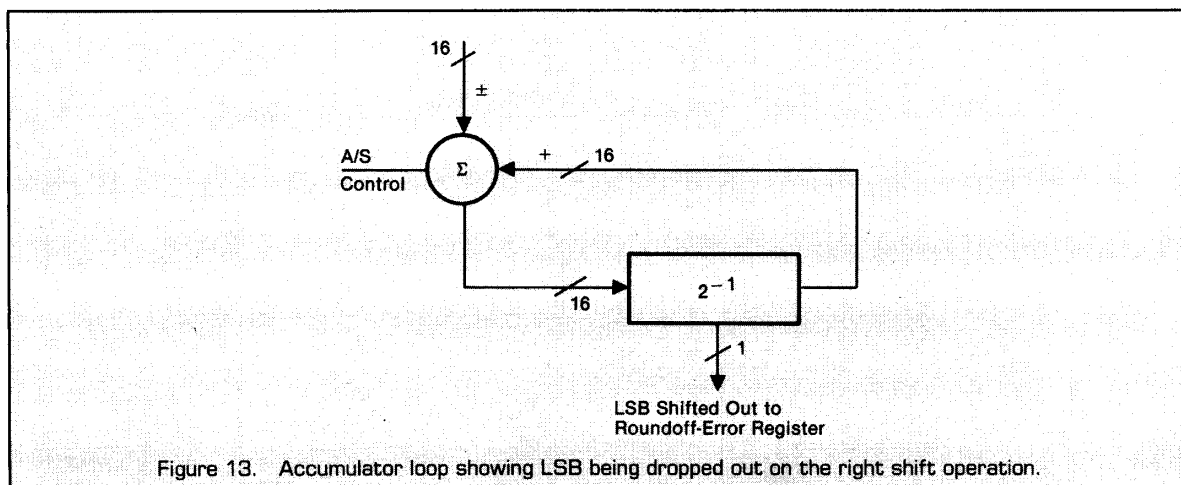 16
±
A/S
Control
Σ
+
16
16
2⁻¹
1
LSB Shifted Out to
Roundoff-Error Register
Figure 13. Accumulator loop showing LSB being dropped out on the right shift operation.